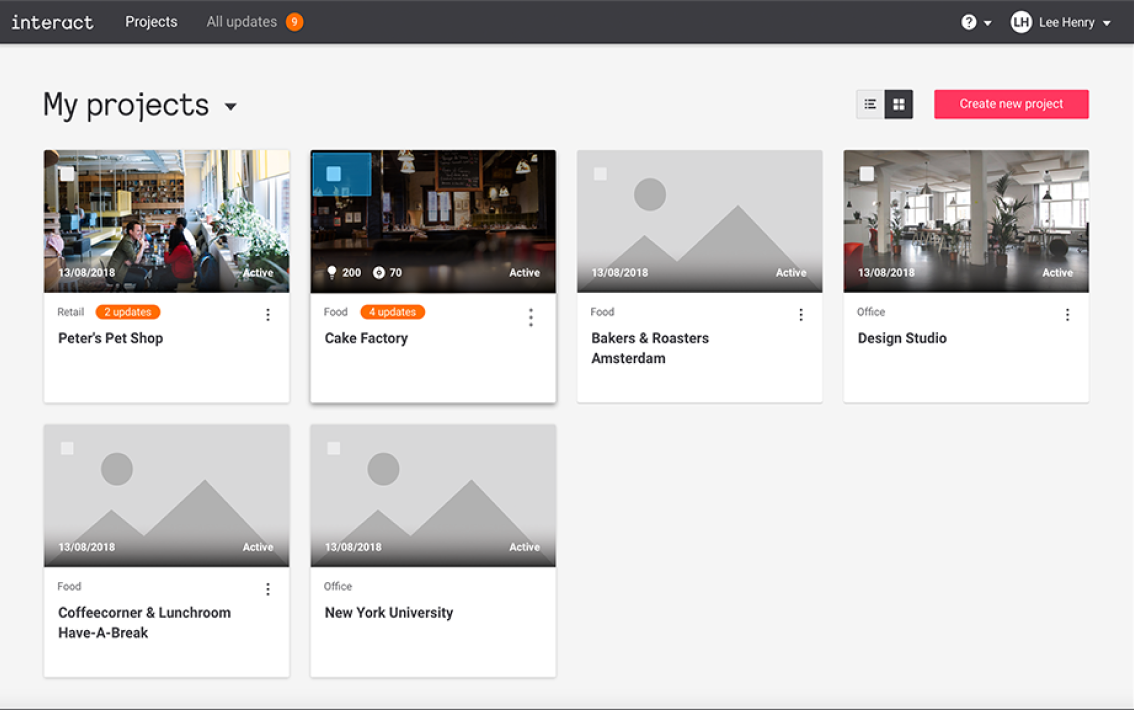 interact Projects All updates 9 ? LH Lee Henry
My projects
Create new project
13/08/2018 Active
Retail 2 updates
Peter's Pet Shop
200 70 Active
Food 4 updates
Cake Factory
13/08/2018 Active
Food
Bakers & Roasters
Amsterdam
13/08/2018 Active
Office
Design Studio
13/08/2018 Active
Food
Coffeecorner & Lunchroom
Have-A-Break
13/08/2018 Active
Office
New York University